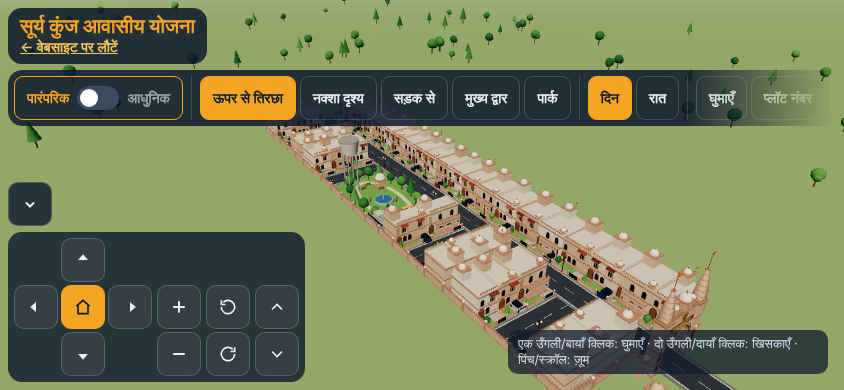 सूर्य कुंज आवासीय योजना
← वेबसाइट पर लौटें
पारंपरिक आधुनिक ऊपर से तिरछा नक्शा दृश्य सड़क से मुख्य द्वार पार्क दिन रात घुमाएँ प्लॉट नंबर
एक उँगली/बायाँ क्लिक: घुमाएँ · दो उँगली/दायाँ क्लिक: खिसकाएँ ·
पिंच/स्क्रॉल: ज़ूम